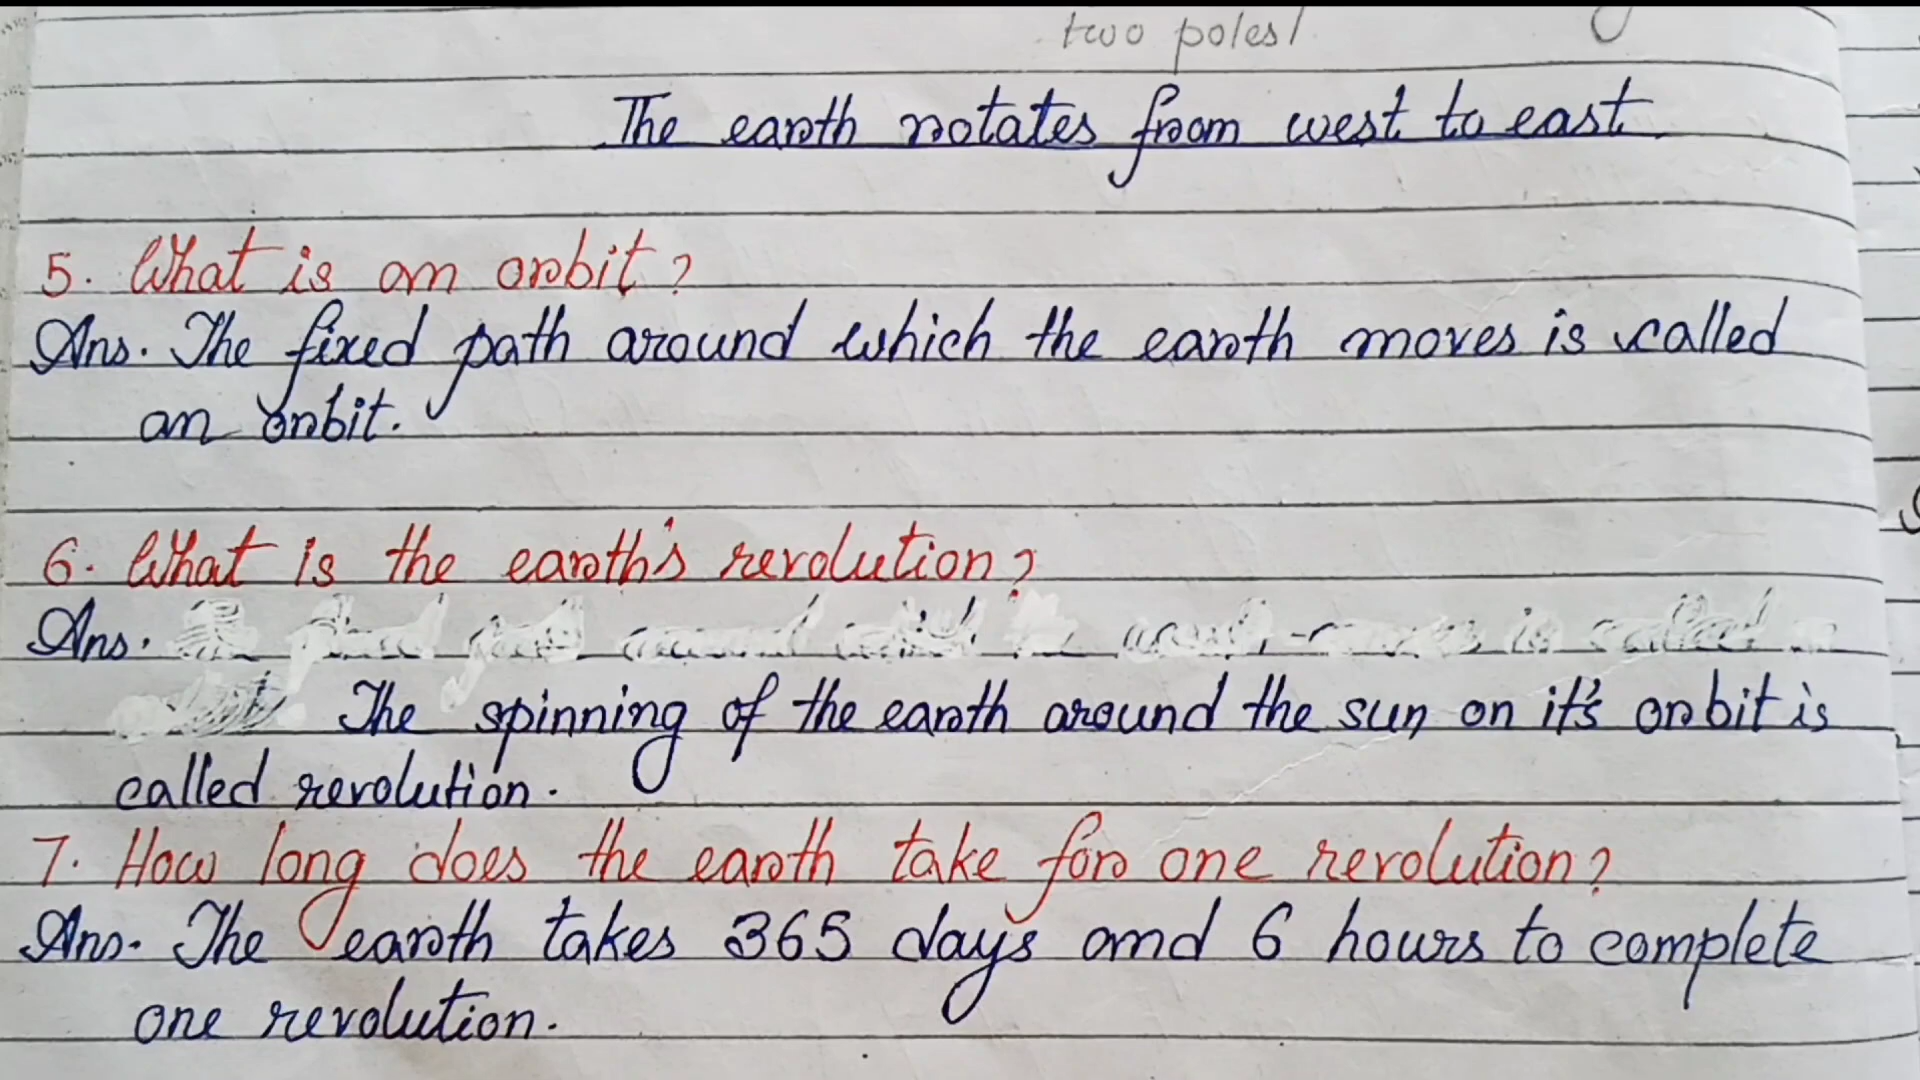 two poles/
The earth rotates from west to east.
5. What is an orbit?
Ans. The fixed path around which the earth moves is called
an orbit.
6. What is the earth's revolution?
Ans.
The spinning of the earth around the sun, on it's orbit is
called revolution.
7. How long does the earth take for one revolution?
Ans. The earth takes 365 days and 6 hours to complete
one revolution.